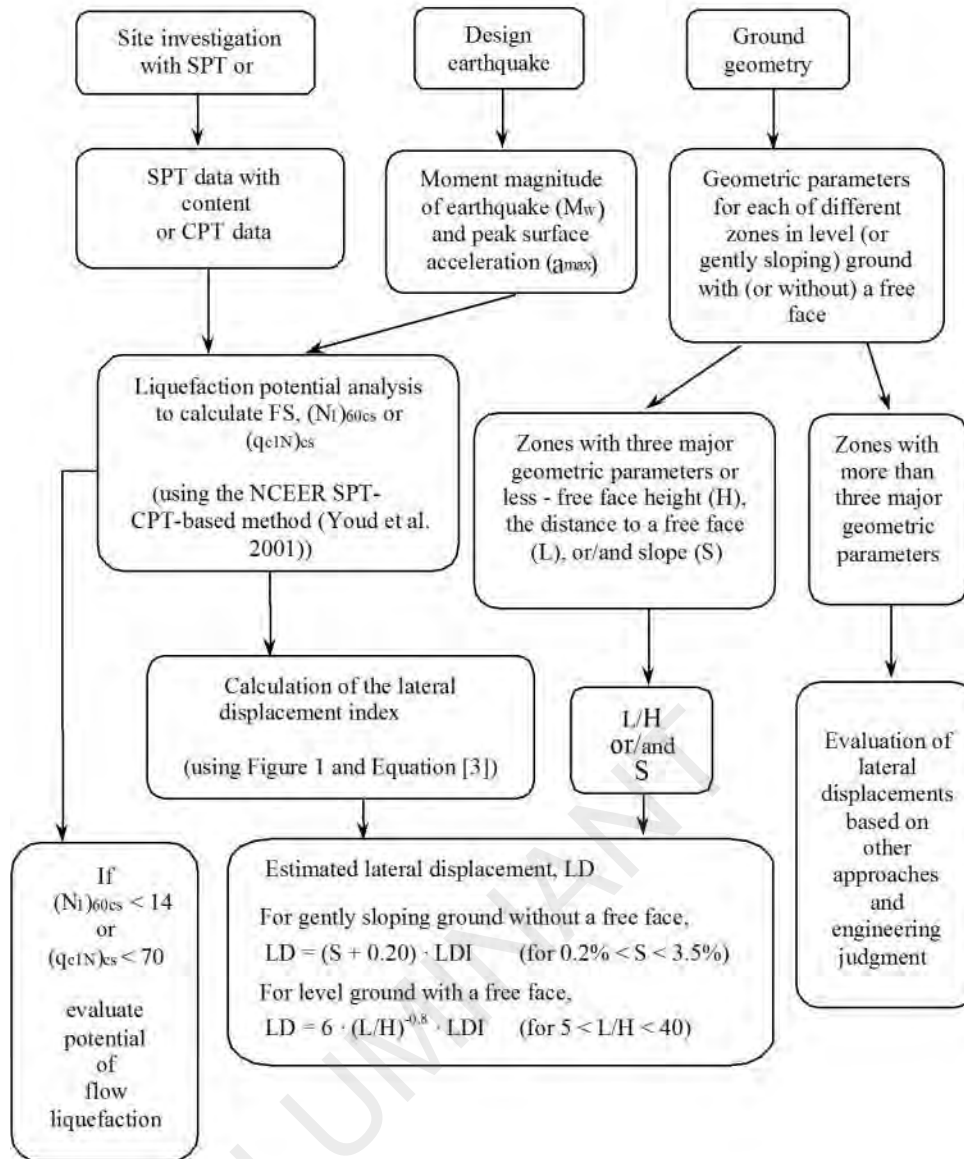 Site investigation
with SPT or
Design
earthquake
Ground
geometry
SPT data with
content
or CPT data
Moment magnitude
of earthquake (Mw)
and peak surface
acceleration (amax)
Geometric parameters
for each of different
zones in level (or
gently sloping) ground
with (or without) a free
face
Liquefaction potential analysis
to calculate FS, (N1)60cs or
(qc1N)cs
(using the NCEER SPT-
CPT-based method (Youd et al.
2001))
Zones with three major
geometric parameters or
less - free face height (H),
the distance to a free face
(L), or/and slope (S)
Zones with
more than
three major
geometric
parameters
Calculation of the lateral
displacement index
(using Figure 1 and Equation [3])
L/H
or/and
S
Evaluation of
lateral
displacements
based on
other
approaches
and
engineering
judgment
If
(N1)60cs < 14
or
(qc1N)cs < 70
evaluate
potential
of
flow
liquefaction
Estimated lateral displacement, LD
For gently sloping ground without a free face,
LD = (S + 0.20) · LDI (for 0.2% < S < 3.5%)
For level ground with a free face,
LD = 6 · (L/H)^-0.8 · LDI (for 5 < L/H < 40)
LUMINANT